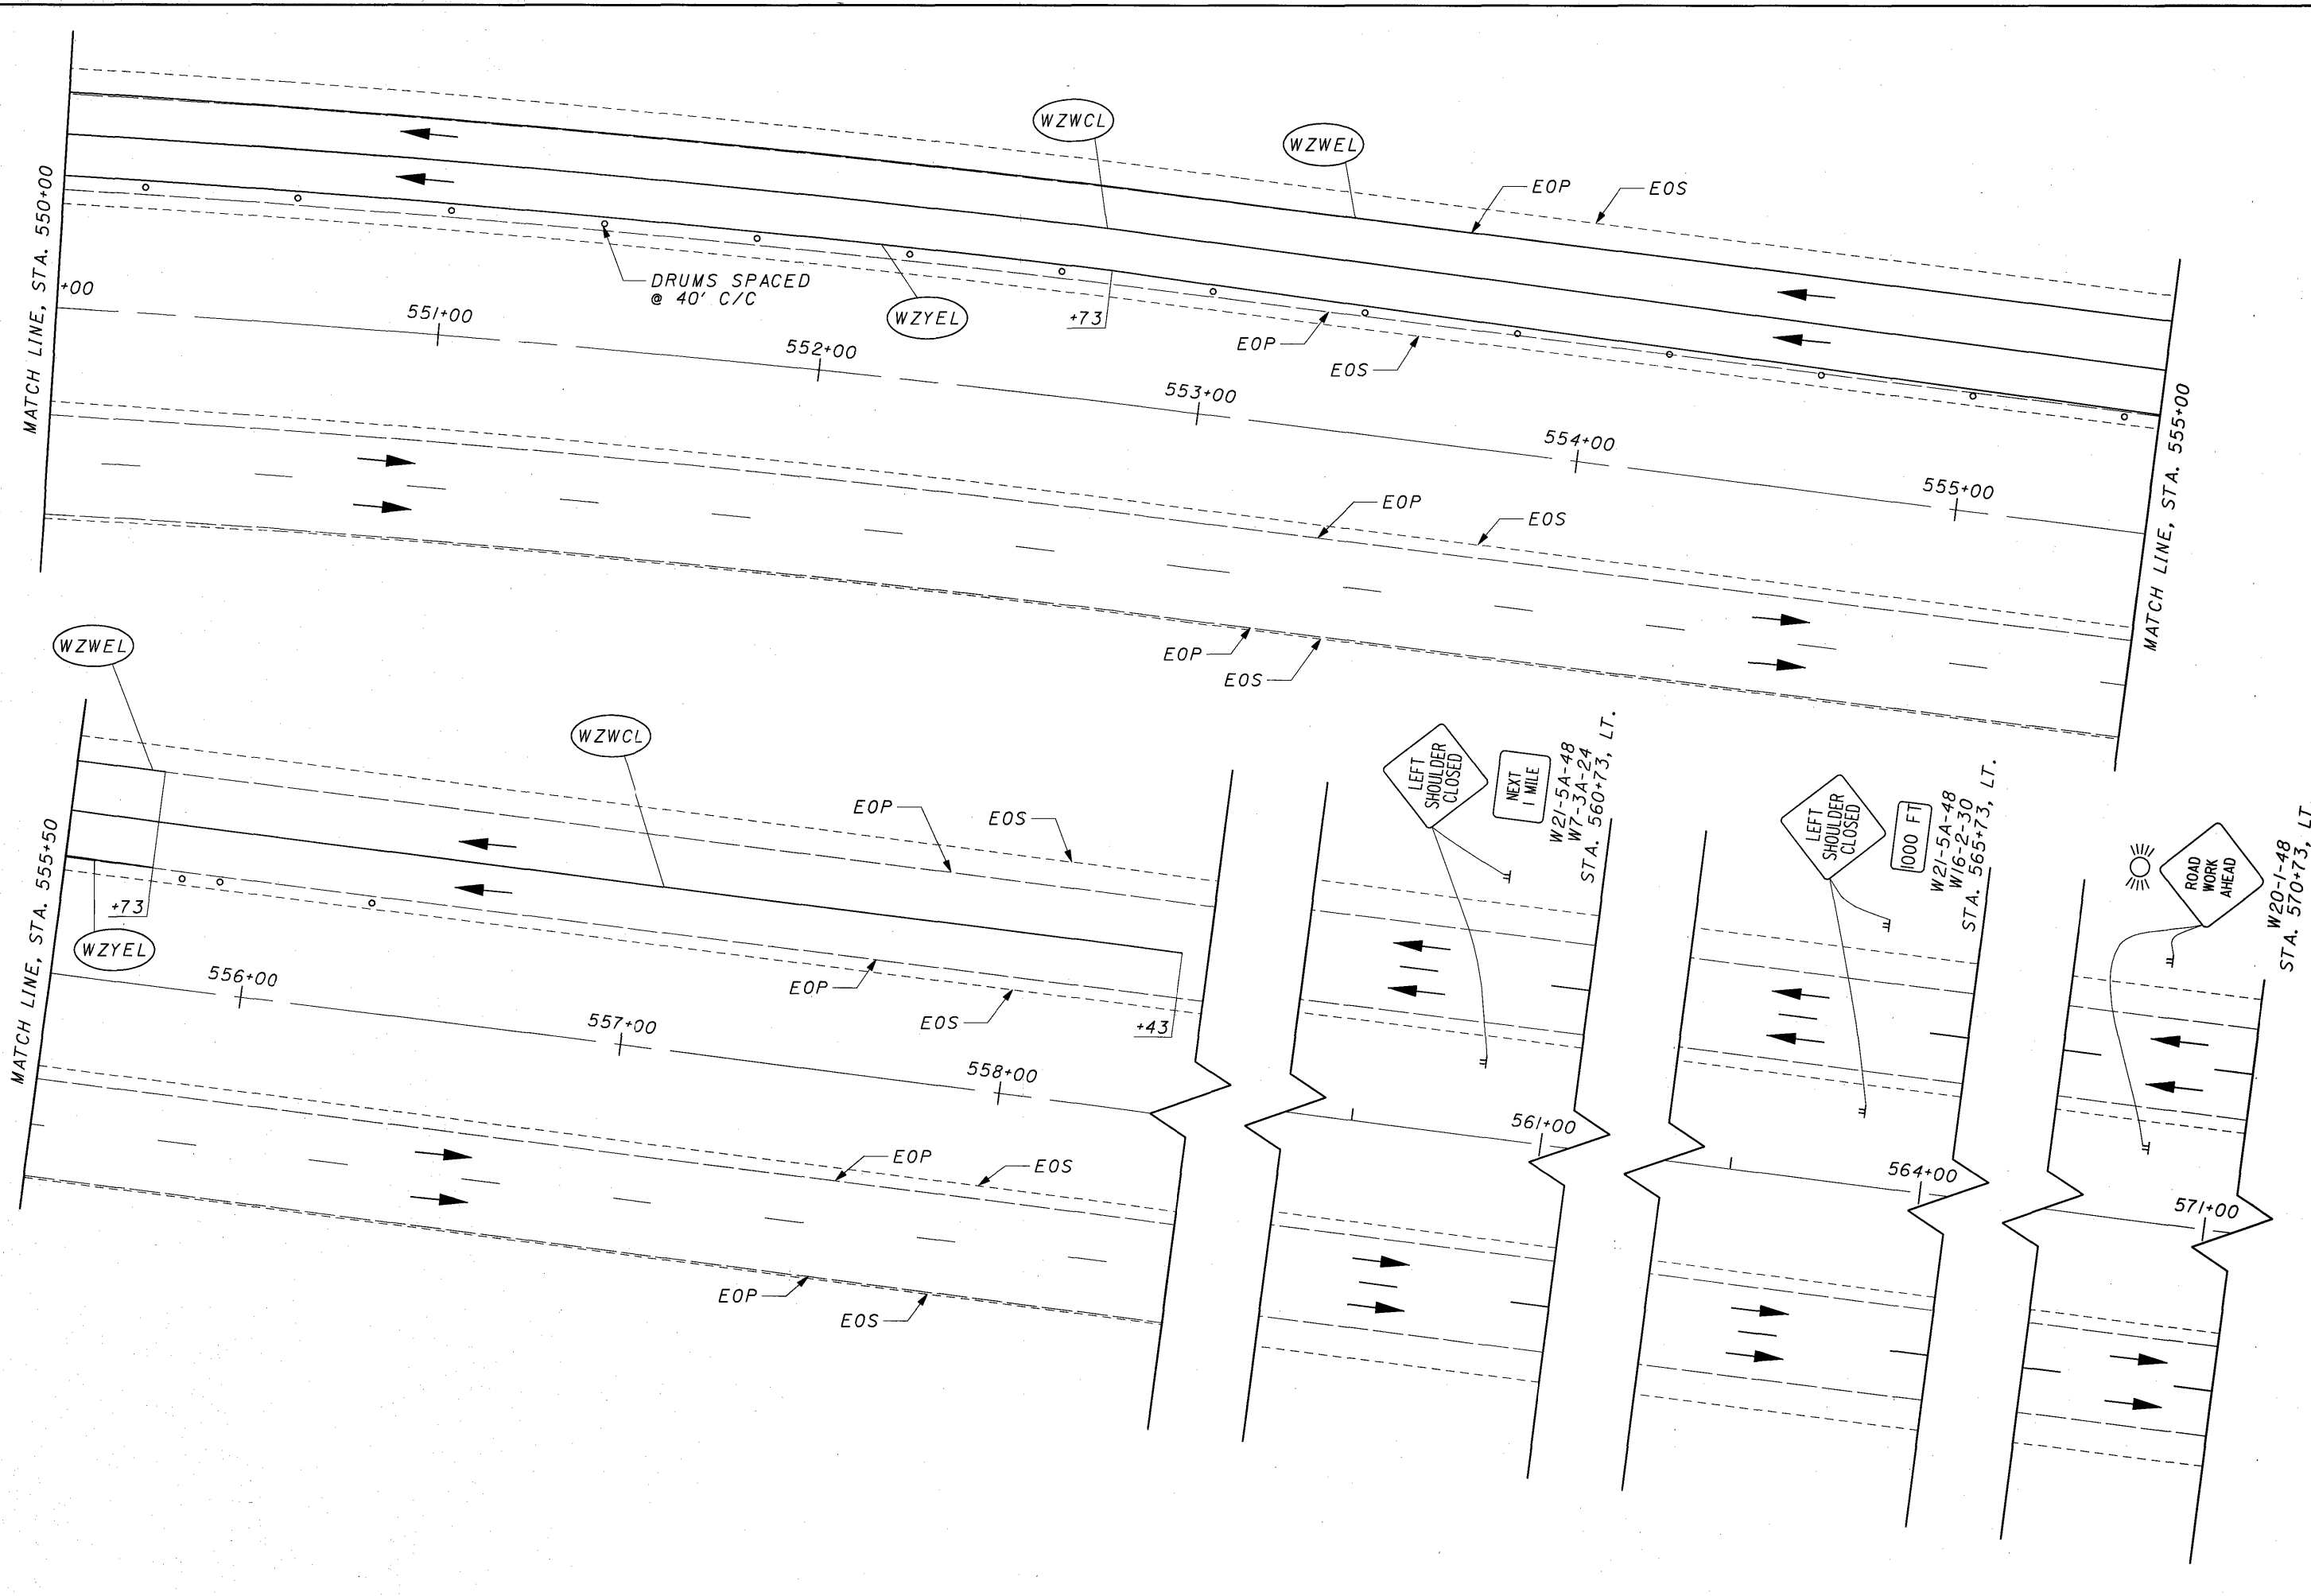 WZWCL
WZWEL
EOP
EOS
MATCH LINE, STA. 550+00
+00
551+00
DRUMS SPACED
@ 40' C/C
WZYEL
552+00
+73
EOP
EOS
553+00
554+00
555+00
MATCH LINE, STA. 555+00
EOP
EOS
EOP
EOS
WZWEL
WZWCL
MATCH LINE, STA. 555+50
+73
WZYEL
EOP
EOS
556+00
557+00
EOP
EOS
558+00
+43
EOP
EOS
EOP
EOS
LEFT
SHOULDER
CLOSED
NEXT
1 MILE
W21-5A-48
W7-3A-24
STA. 560+73, LT.
561+00
LEFT
SHOULDER
CLOSED
1000 FT
W21-5A-48
W16-2-30
STA. 565+73, LT.
564+00
ROAD
WORK
AHEAD
W20-1-48
STA. 570+73, LT
571+00